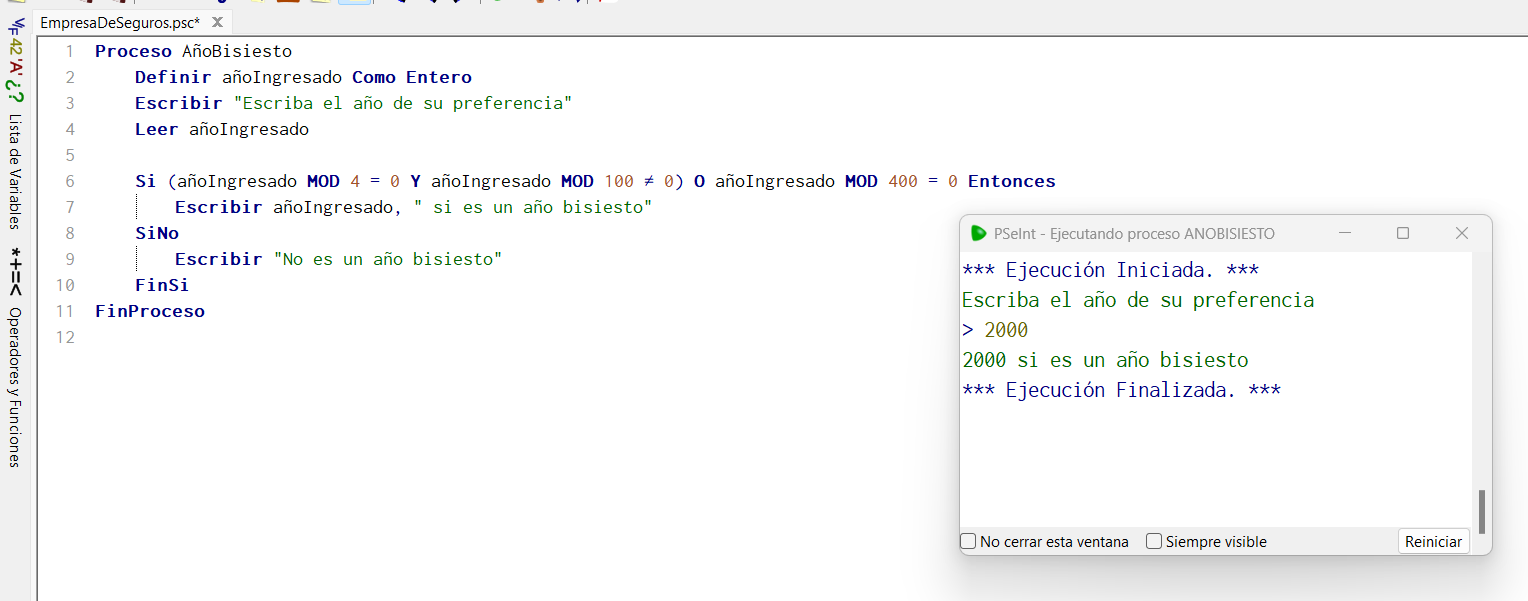 EmpresaDeSeguros.psc*
42 'A' ¿?
Lista de Variables
*+=<
Operadores y Funciones
1 Proceso AñoBisiesto
2 Definir añoIngresado Como Entero
3 Escribir "Escriba el año de su preferencia"
4 Leer añoIngresado
5
6 Si (añoIngresado MOD 4 = 0 Y añoIngresado MOD 100 ≠ 0) O añoIngresado MOD 400 = 0 Entonces
7 Escribir añoIngresado, " si es un año bisiesto"
8 SiNo
9 Escribir "No es un año bisiesto"
10 FinSi
11 FinProceso
12
PSeInt - Ejecutando proceso ANOBISIESTO
*** Ejecución Iniciada. ***
Escriba el año de su preferencia
> 2000
2000 si es un año bisiesto
*** Ejecución Finalizada. ***
No cerrar esta ventana
Siempre visible
Reiniciar